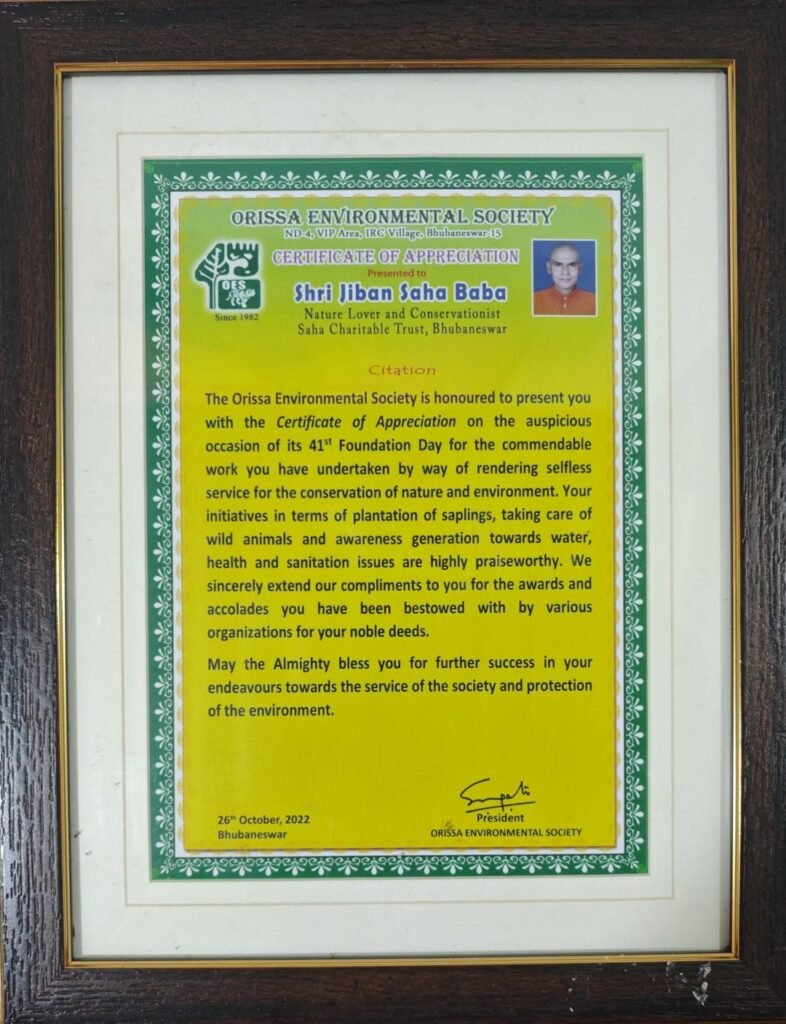 ORISSA ENVIRONMENTAL SOCIETY
ND-4, VIP Area, IRC Village, Bhubaneswar-15
CERTIFICATE OF APPRECIATION
Presented to
Shri Jiban Saha Baba
Nature Lover and Conservationist
Saha Charitable Trust, Bhubaneswar
OES
Since 1982
Citation
The Orissa Environmental Society is honoured to present you
with the Certificate of Appreciation on the auspicious
occasion of its 41st Foundation Day for the commendable
work you have undertaken by way of rendering selfless
service for the conservation of nature and environment. Your
initiatives in terms of plantation of saplings, taking care of
wild animals and awareness generation towards water,
health and sanitation issues are highly praiseworthy. We
sincerely extend our compliments to you for the awards and
accolades you have been bestowed with by various
organizations for your noble deeds.
May the Almighty bless you for further success in your
endeavours towards the service of the society and protection
of the environment.
26th October, 2022
Bhubaneswar
President
ORISSA ENVIRONMENTAL SOCIETY